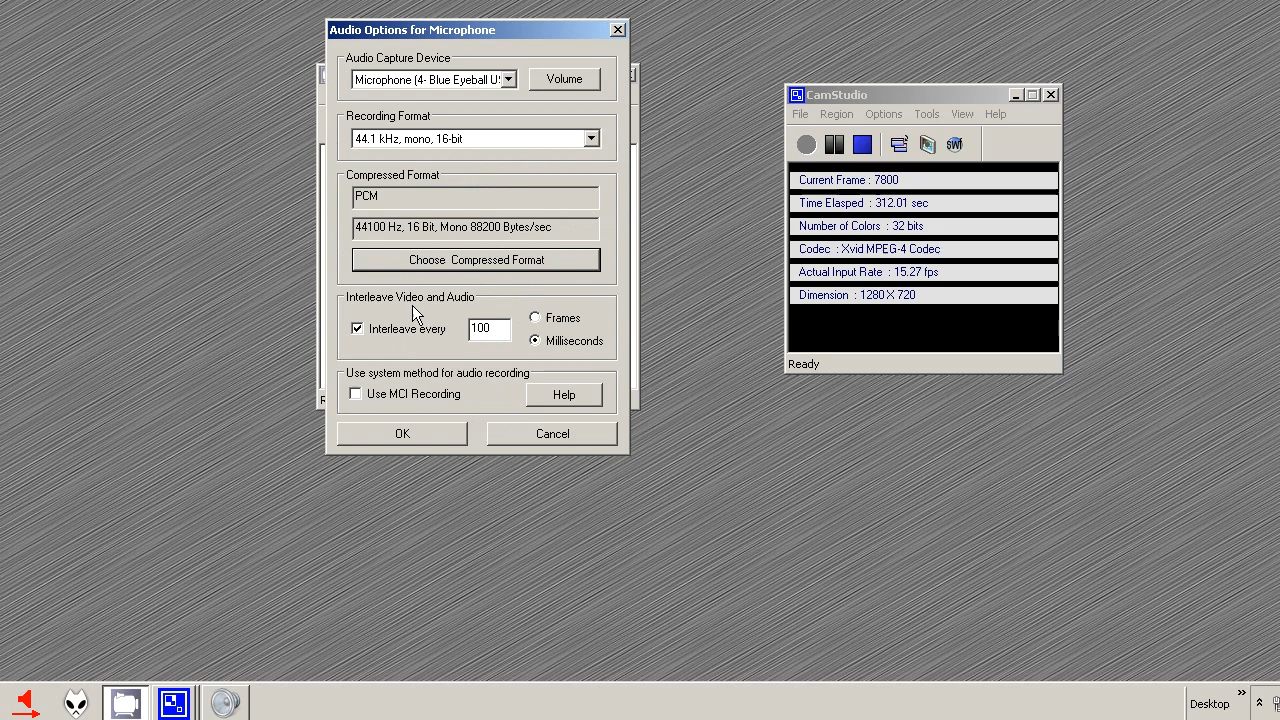 Audio Options for Microphone
Audio Capture Device
Microphone (4- Blue Eyeball U
Volume
Recording Format
44.1 kHz, mono, 16-bit
Compressed Format
PCM
44100 Hz, 16 Bit, Mono 88200 Bytes/sec
Choose Compressed Format
Interleave Video and Audio
Interleave every
100
Frames
Milliseconds
Use system method for audio recording
Use MCI Recording
Help
OK
Cancel
CamStudio
File Region Options Tools View Help
SWF
Current Frame : 7800
Time Elasped : 312.01 sec
Number of Colors : 32 bits
Codec : Xvid MPEG-4 Codec
Actual Input Rate : 15.27 fps
Dimension : 1280 X 720
Ready
Desktop